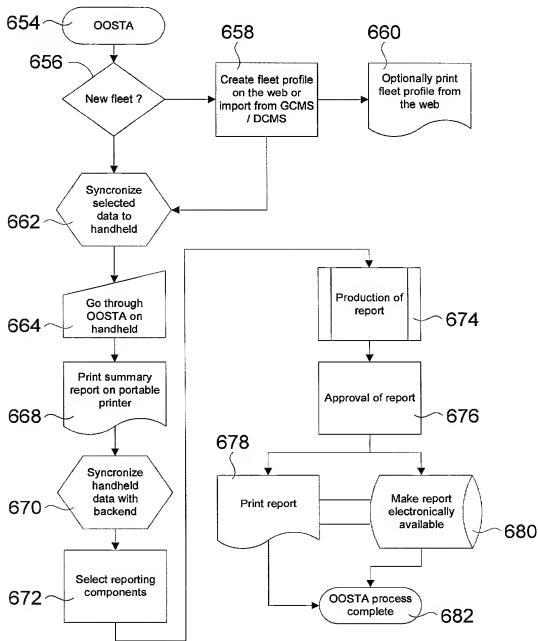 654
OOSTA
656
New fleet ?
658
Create fleet profile
on the web or
import from GCMS
/ DCMS
660
Optionally print
fleet profile from
the web
Syncronize
selected
data to
handheld
662
Go through
OOSTA on
handheld
664
Print summary
report on portable
printer
668
Syncronize
handheld
data with
backend
670
Select reporting
components
672
Production of
report
674
Approval of report
676
678
Print report
Make report
electronically
available
680
OOSTA process
complete
682